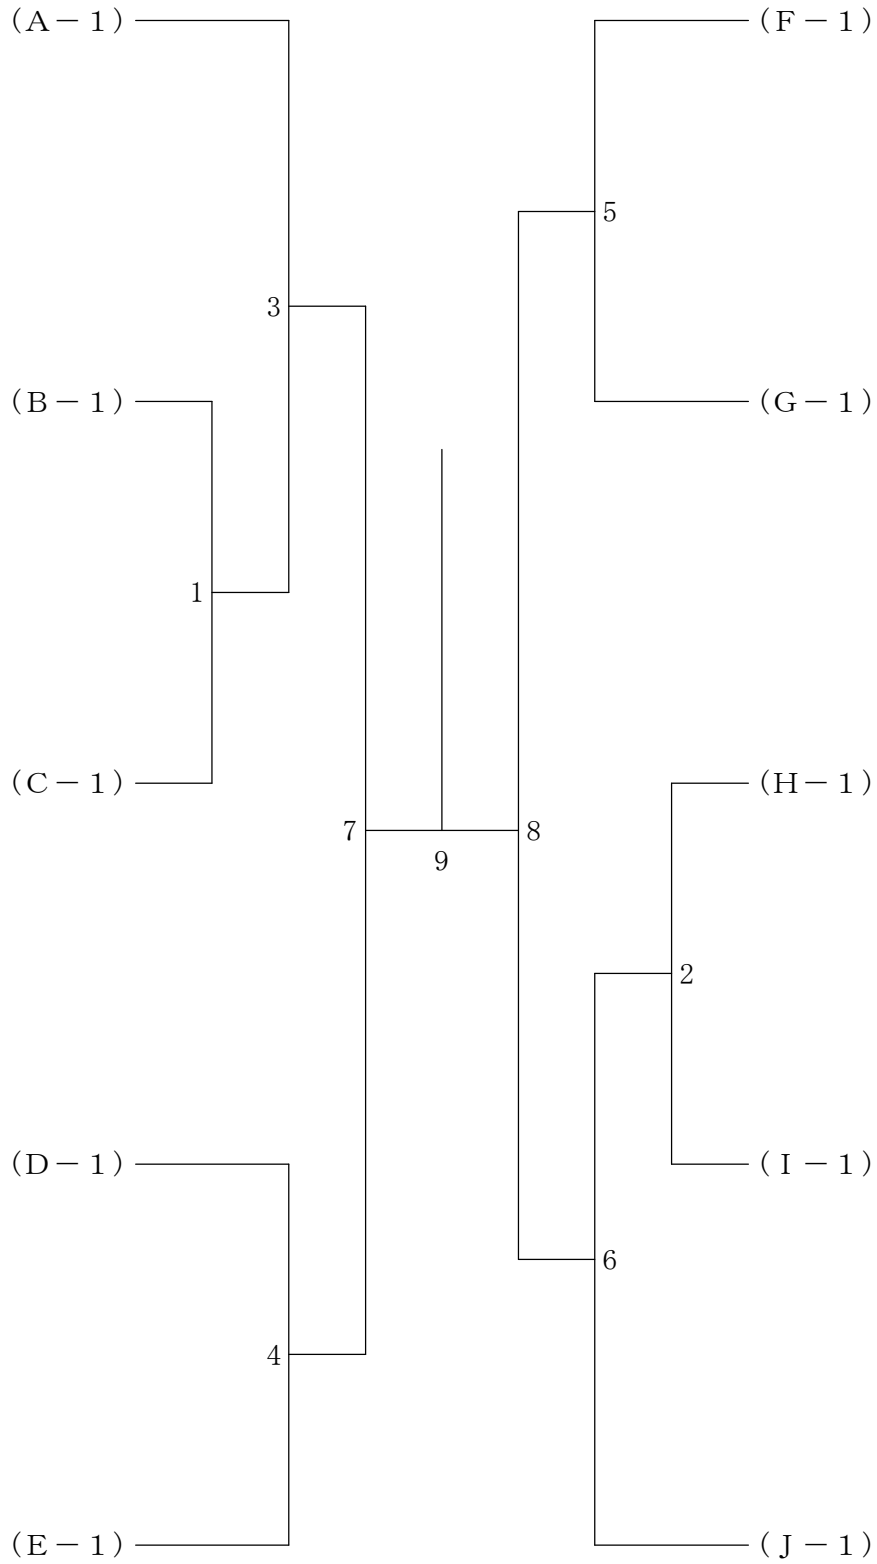 （A－1）
（F－1）
5
3
（B－1）
（G－1）
1
（C－1）
（H－1）
7
8
9
2
（D－1）
（I－1）
6
4
（E－1）
（J－1）